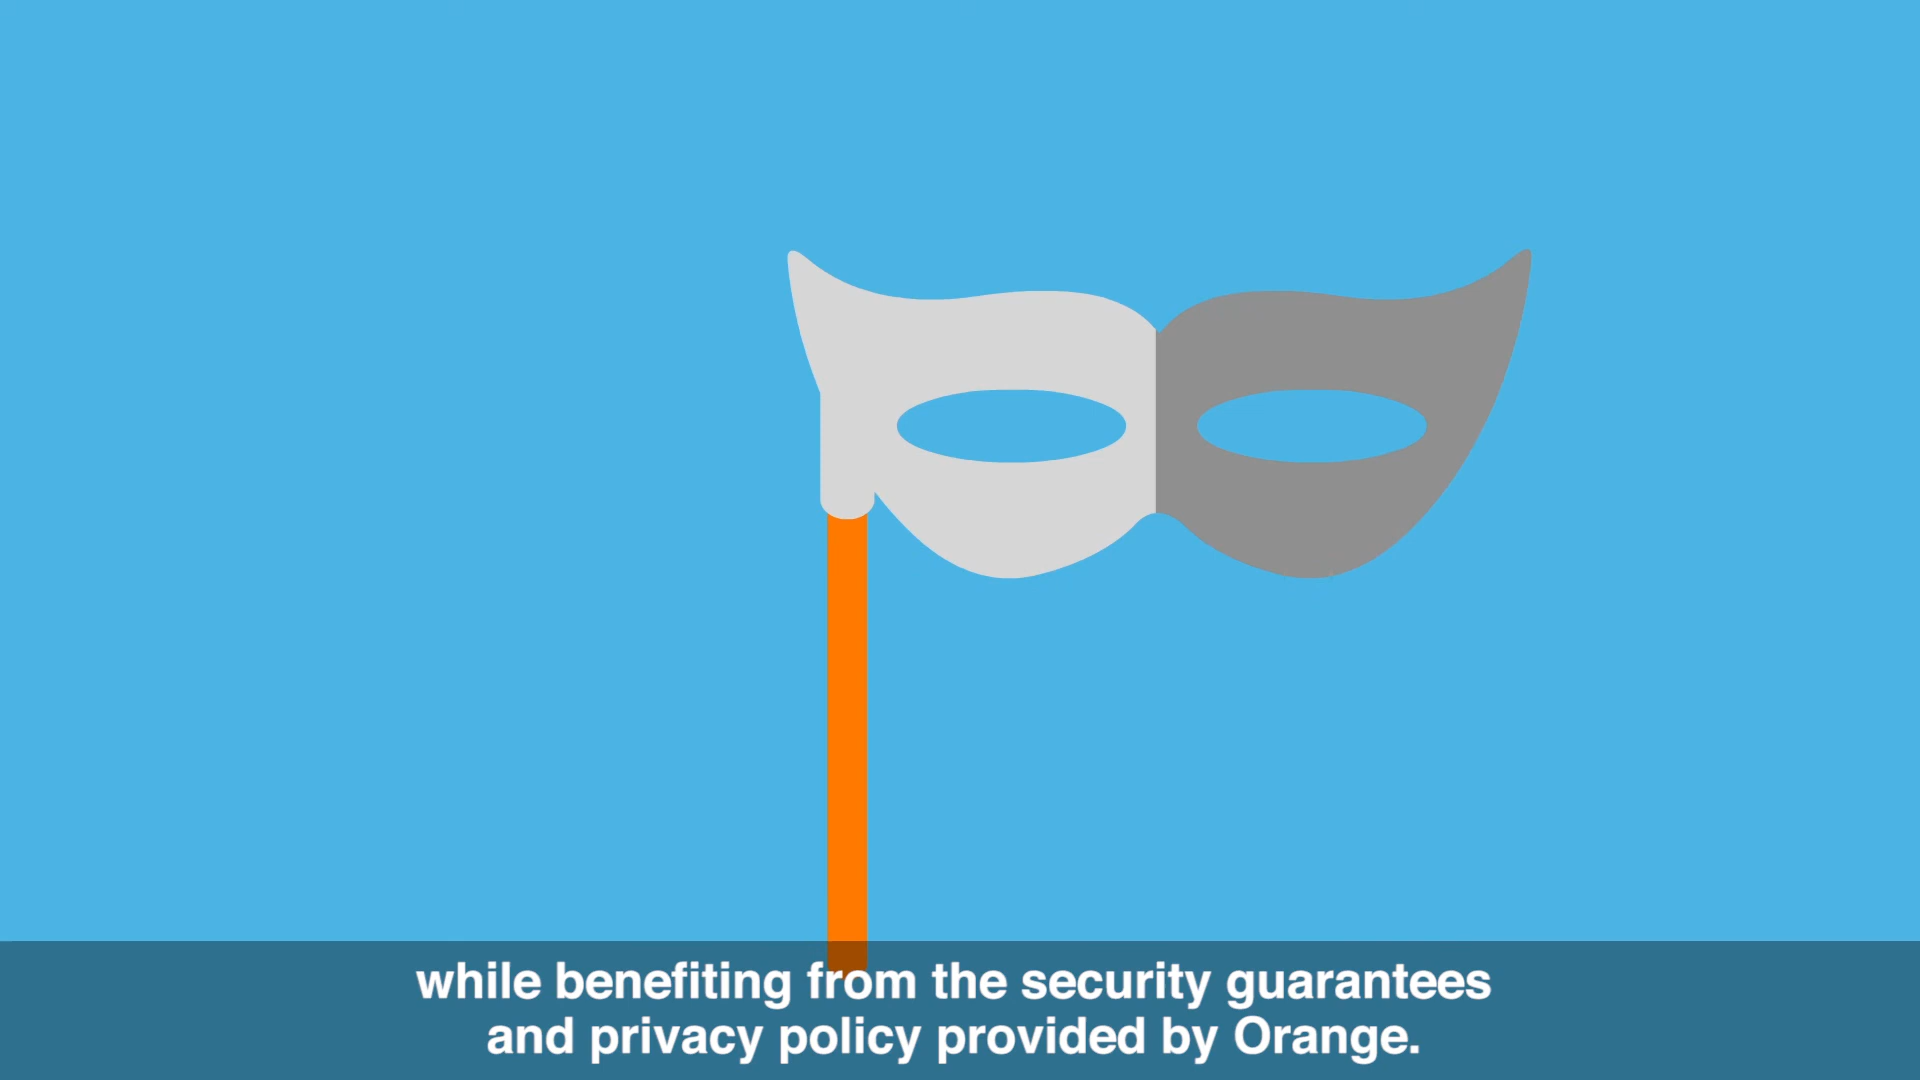 while benefiting from the security guarantees
and privacy policy provided by Orange.